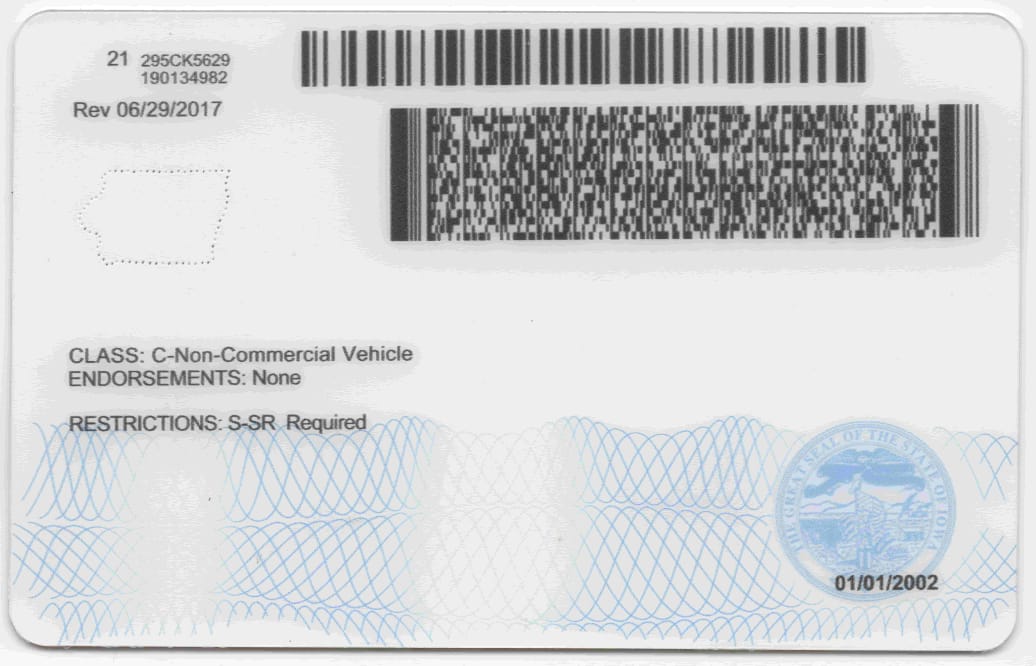 21 295CK5629
190134982
Rev 06/29/2017
CLASS: C-Non-Commercial Vehicle
ENDORSEMENTS: None
RESTRICTIONS: S-SR Required
THE GREAT SEAL OF THE STATE OF IOWA
01/01/2002